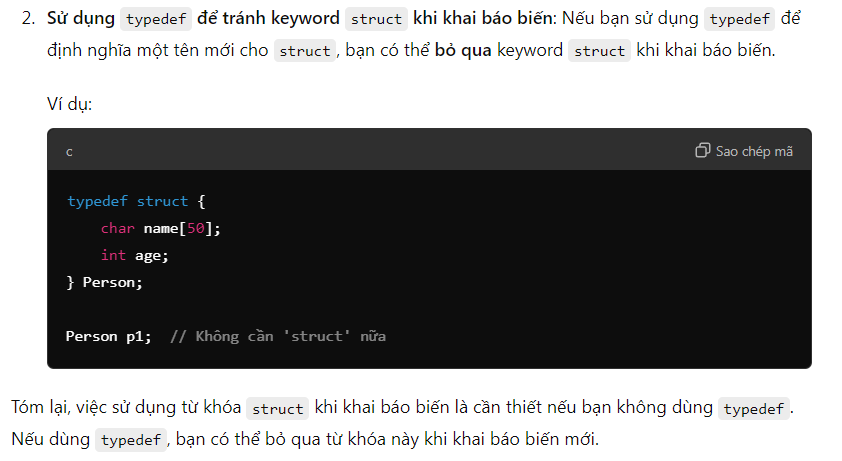 2. Sử dụng typedef để tránh keyword struct khi khai báo biến: Nếu bạn sử dụng typedef để
định nghĩa một tên mới cho struct, bạn có thể bỏ qua keyword struct khi khai báo biến.
Ví dụ:
c Sao chép mã
typedef struct {
    char name[50];
    int age;
} Person;
Person p1;  // Không cần 'struct' nữa
Tóm lại, việc sử dụng từ khóa struct khi khai báo biến là cần thiết nếu bạn không dùng typedef.
Nếu dùng typedef, bạn có thể bỏ qua từ khóa này khi khai báo biến mới.